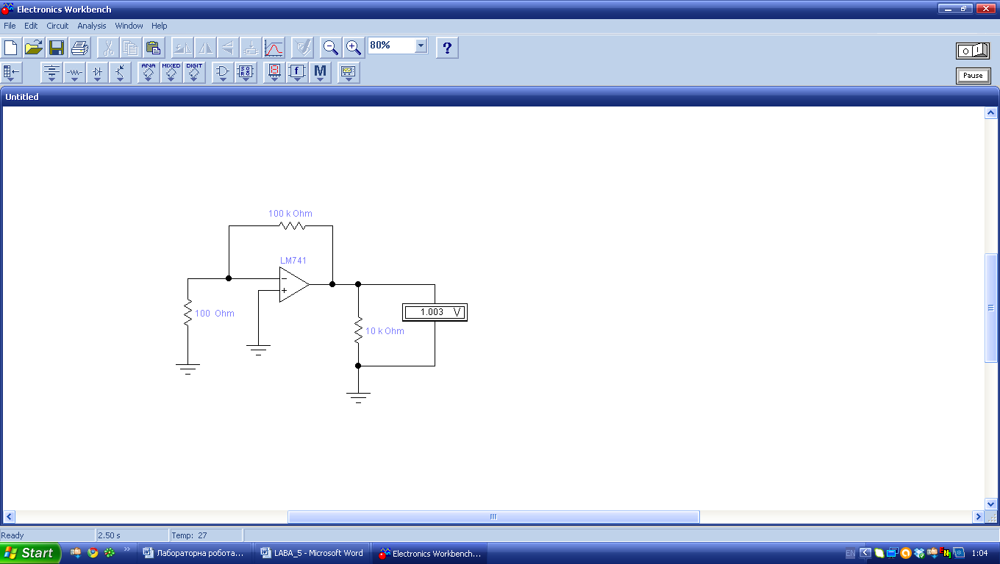 Electronics Workbench
File Edit Circuit Analysis Window Help
80%
?
O I
ANA MIXED DIGIT
f M
Pause
Untitled
100 k Ohm
LM741
100 Ohm
1.003 V
10 k Ohm
Ready 2.50 s Temp: 27
Start Лабораторна робота... LABA_5 - Microsoft Word Electronics Workbench... EN 1:04